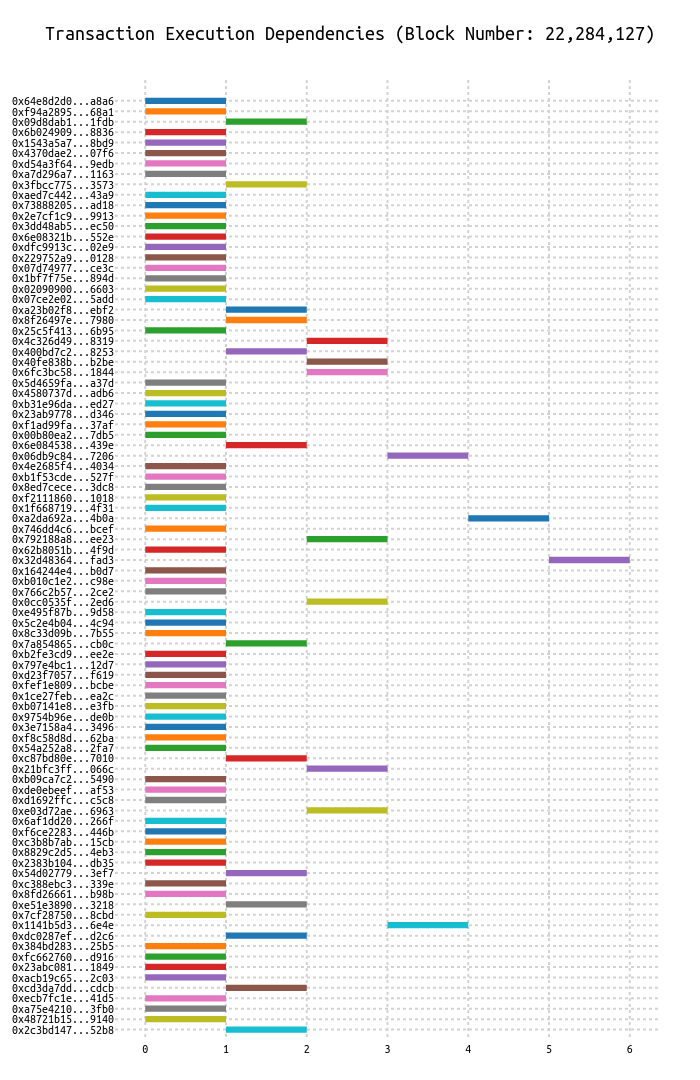 Transaction Execution Dependencies (Block Number: 22,284,127)
0x64e8d2d0...a8a6
0xf94a2895...68a1
0x09d8dab1...1fdb
0x6b024909...8836
0x1543a5a7...8bd9
0x4370dae2...07f6
0xd54a3f64...9edb
0xa7d296a7...1163
0x3fbcc775...3573
0xaed7c442...43a9
0x73888205...ad18
0x2e7cf1c9...9913
0x3dd48ab5...ec50
0x6e08321b...552e
0xdfc9913c...02e9
0x229752a9...0128
0x07d74977...ce3c
0x1bf7f75e...894d
0x02090900...6603
0x07ce2e02...5add
0xa23b02f8...ebf2
0x8f26497e...7980
0x25c5f413...6b95
0x4c326d49...8319
0x400bd7c2...8253
0x40fe838b...b2be
0x6fc3bc58...1844
0x5d4659fa...a37d
0x4580737d...adb6
0xb31e96da...ed27
0x23ab9778...d346
0xf1ad99fa...37af
0x00b80ea2...7db5
0x6e084538...439e
0x06db9c84...7206
0x4e2685f4...4034
0xb1f53cde...527f
0x8ed7cece...3dc8
0xf2111860...1018
0x1f668719...4f31
0xa2da692a...4b0a
0x746dd4c6...bcef
0x792188a8...ee23
0x62b8051b...4f9d
0x32d48364...fad3
0x164244e4...b0d7
0xb010c1e2...c98e
0x766c2b57...2ce2
0x0cc0535f...2ed6
0xe495f87b...9d58
0x5c2e4b04...4c94
0x8c33d09b...7b55
0x7a854865...cb0c
0xb2fe3cd9...ee2e
0x797e4bc1...12d7
0xd23f7057...f619
0xfef1e809...bcbe
0x1ce27feb...ea2c
0xb07141e8...e3fb
0x9754b96e...de0b
0x3e7158a4...3496
0xf8c58d8d...62ba
0x54a252a8...2fa7
0xc87bd80e...7010
0x21bfc3ff...066c
0xb09ca7c2...5490
0xde0ebeef...af53
0xd1692ffc...c5c8
0xe03d72ae...6963
0x6af1dd20...266f
0xf6ce2283...446b
0xc3b8b7ab...15cb
0x8829c2d5...4eb3
0x2383b104...db35
0x54d02779...3ef7
0xc388ebc3...339e
0x8fd26661...b98b
0xe51e3890...3218
0x7cf28750...8cbd
0x1141b5d3...6e4e
0xdc0287ef...d2c6
0x384bd283...25b5
0xfc662760...d916
0x23abc081...1849
0xacb19c65...2c03
0xcd3da7dd...cdcb
0xecb7fc1e...41d5
0xa75e4210...3fb0
0x48721b15...9140
0x2c3bd147...52b8
0 1 2 3 4 5 6